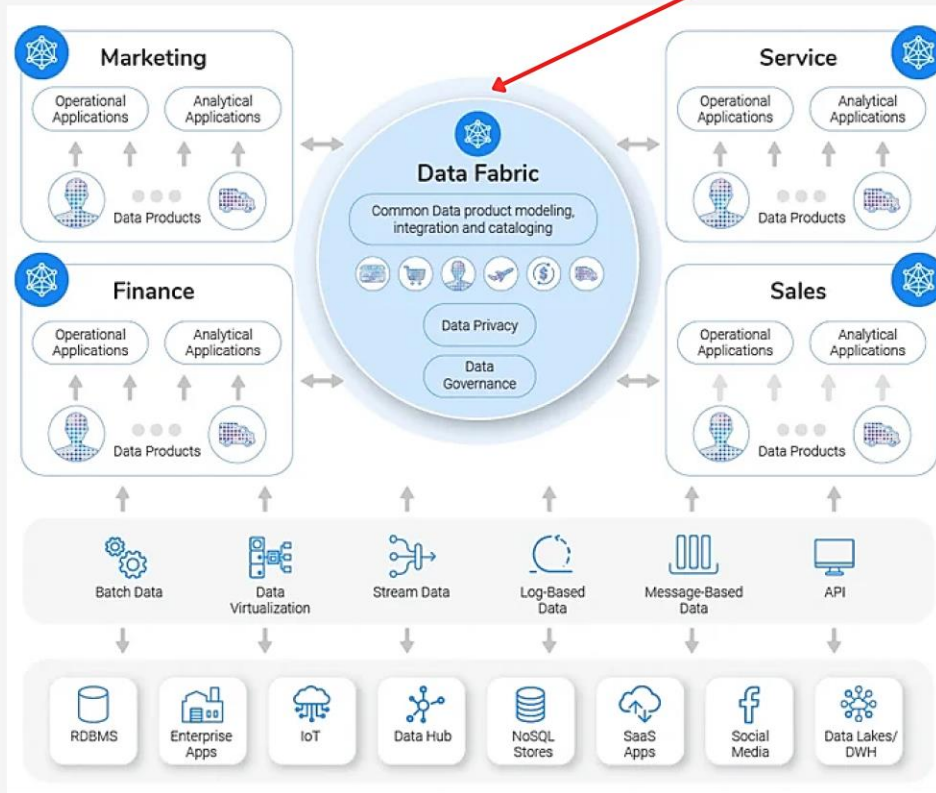 Marketing
Operational
Applications
Analytical
Applications
Data Products
Service
Operational
Applications
Analytical
Applications
Data Products
Data Fabric
Common Data product modeling,
integration and cataloging
Data Privacy
Data
Governance
Finance
Operational
Applications
Analytical
Applications
Data Products
Sales
Operational
Applications
Analytical
Applications
Data Products
Batch Data
Data
Virtualization
Stream Data
Log-Based
Data
Message-Based
Data
API
RDBMS
Enterprise
Apps
IoT
Data Hub
NoSQL
Stores
SaaS
Apps
Social
Media
Data Lakes/
DWH